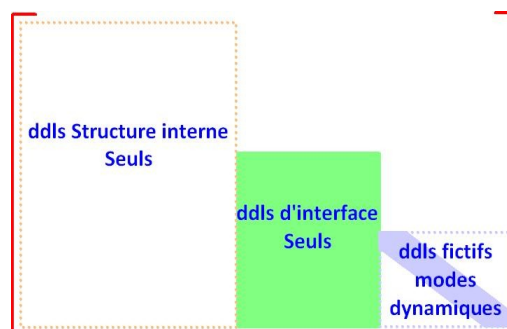 ddls Structure interne
Seuls
ddls d'interface
Seuls
ddls fictifs
modes
dynamiques